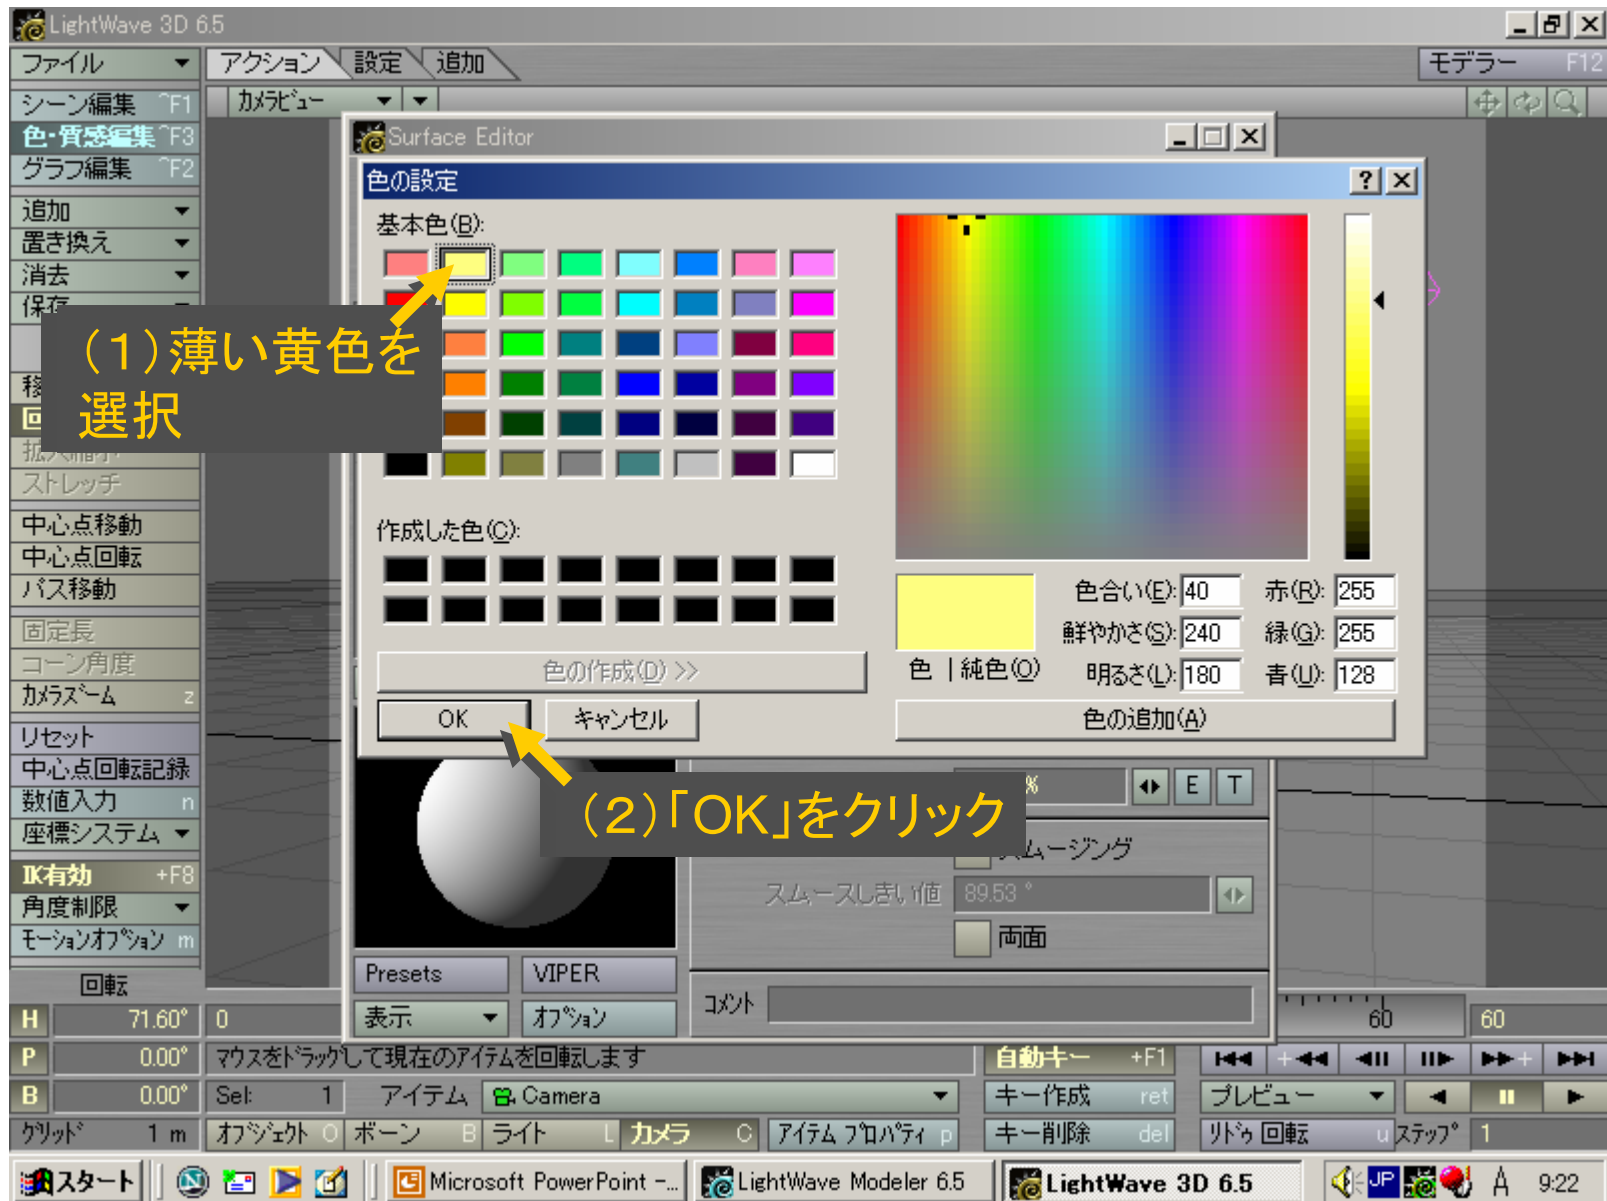 LightWave 3D 6.5
ファイル
アクション
設定
追加
モデラー F12
シーン編集 ^F1
カメラビュー
色・質感編集 ^F3
グラフ編集 ^F2
追加
置き換え
消去
保存
ストレッチ
中心点移動
中心点回転
パス移動
固定長
コーン角度
カメラズーム z
リセット
中心点回転記録
数値入力 n
座標システム
IK有効 +F8
角度制限
モーションオプション m
回転
H 71.60°
P 0.00°
B 0.00°
グリッド 1 m
Surface Editor
色の設定
基本色(B):
(1)薄い黄色を
選択
作成した色(C):
色の作成(D) >>
OK
キャンセル
色 | 純色(O)
色合い(E): 40
赤(R): 255
鮮やかさ(S): 240
緑(G): 255
明るさ(L): 180
青(U): 128
色の追加(A)
(2)「OK」をクリック
%
E T
スムージング
スムースしきい値 89.53 °
両面
Presets
VIPER
表示
オプション
コメント
0
60
60
マウスをドラッグして現在のアイテムを回転します
自動キー +F1
Sel: 1
アイテム Camera
キー作成 ret
プレビュー
オブジェクト O
ボーン B
ライト L
カメラ C
アイテム プロパティ p
キー削除 del
リドゥ 回転 u
ステップ 1
スタート
Microsoft PowerPoint -...
LightWave Modeler 6.5
LightWave 3D 6.5
JP
A
9:22